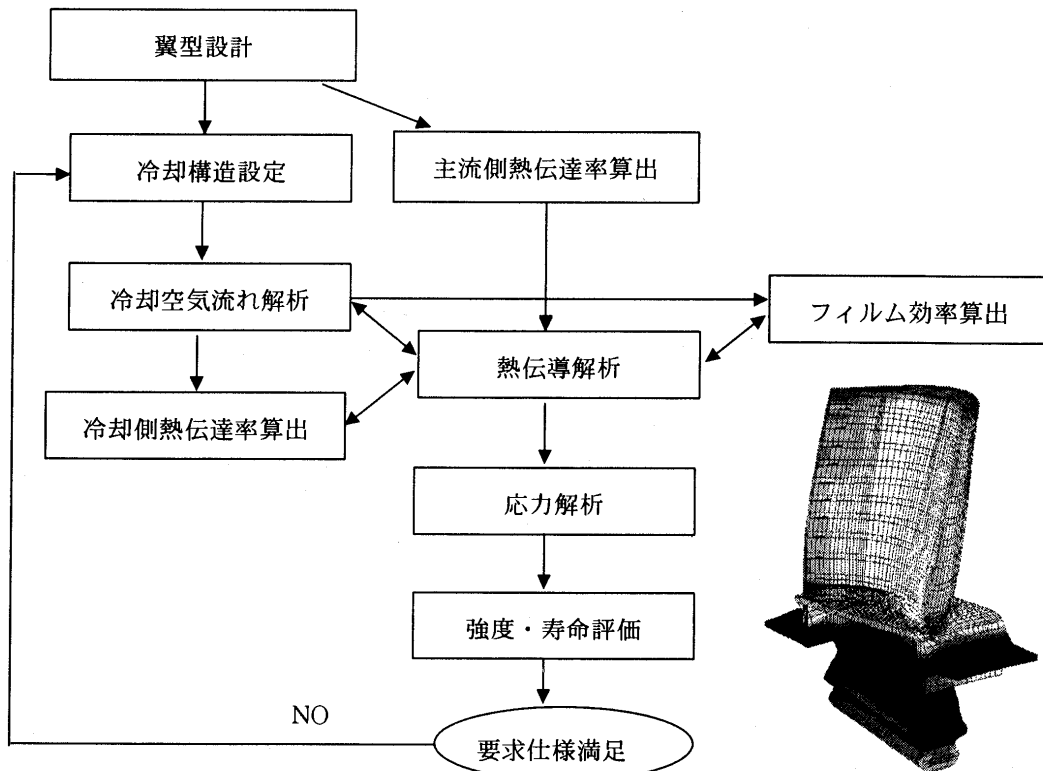 翼型設計
冷却構造設定
主流側熱伝達率算出
冷却空気流れ解析
フィルム効率算出
熱伝導解析
冷却側熱伝達率算出
応力解析
強度・寿命評価
NO
要求仕様満足